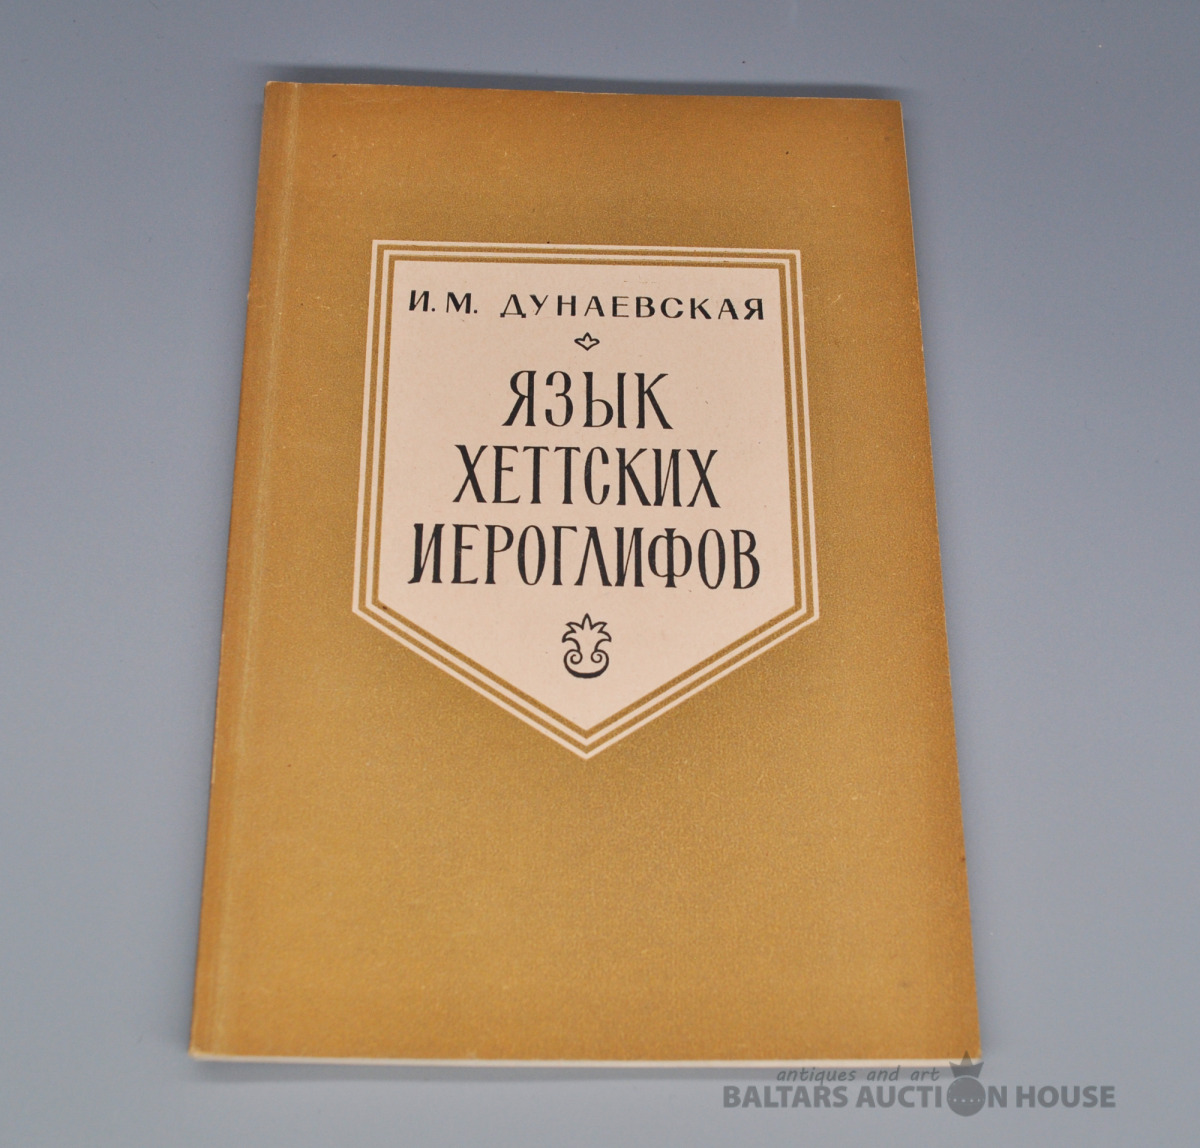 И. М. ДУНАЕВСКАЯ
ЯЗЫК
ХЕТТСКИХ
ИЕРОГЛИФОВ
antiques and art
BALTARS AUCTION HOUSE